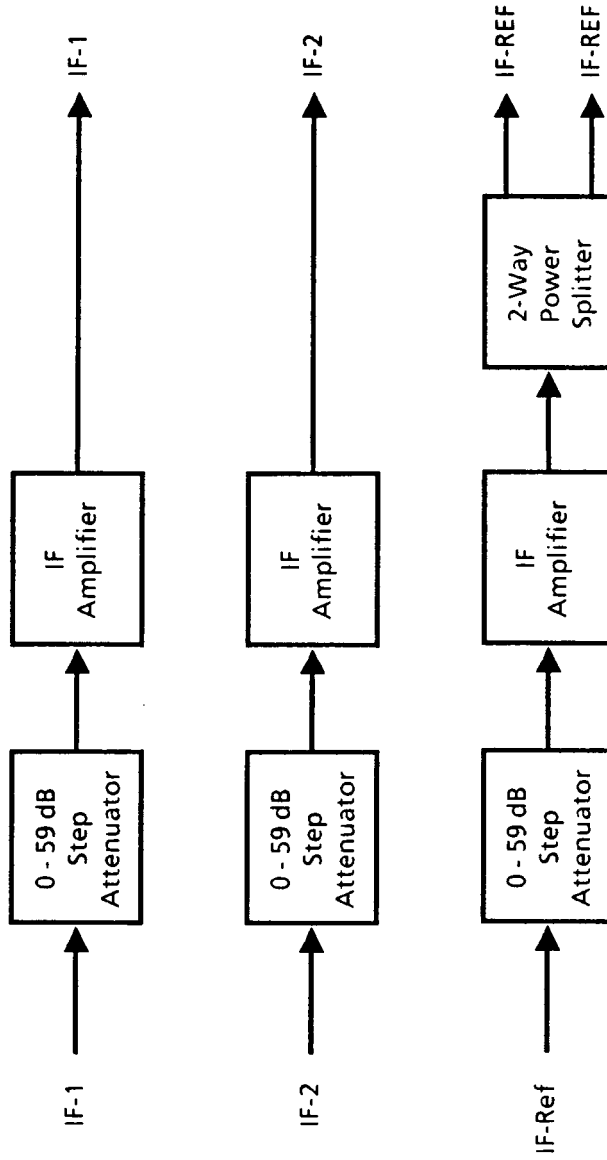 IF-1
0 - 59 dB
Step
Attenuator
IF
Amplifier
IF-1
IF-2
0 - 59 dB
Step
Attenuator
IF
Amplifier
IF-2
IF-Ref
0 - 59 dB
Step
Attenuator
IF
Amplifier
2-Way
Power
Splitter
IF-REF
IF-REF